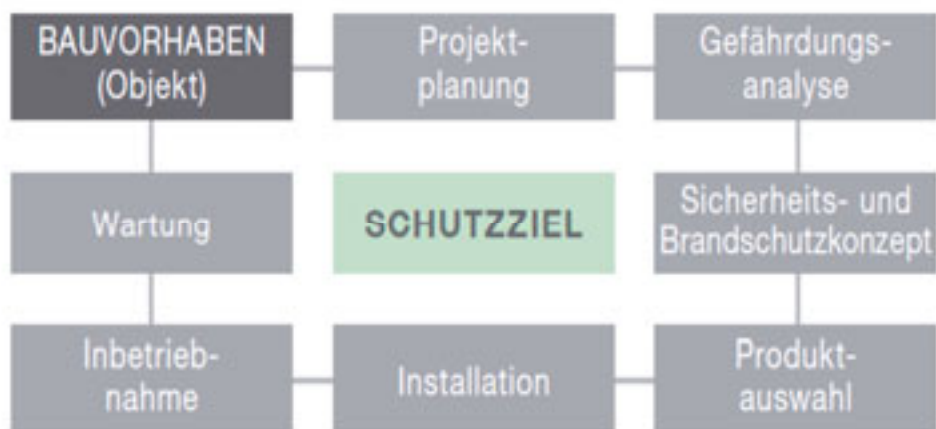 BAUVORHABEN
(Objekt)
Projekt-
planung
Gefährdungs-
analyse
Wartung
SCHUTZZIEL
Sicherheits- und
Brandschutzkonzept
Inbetrieb-
nahme
Installation
Produkt-
auswahl